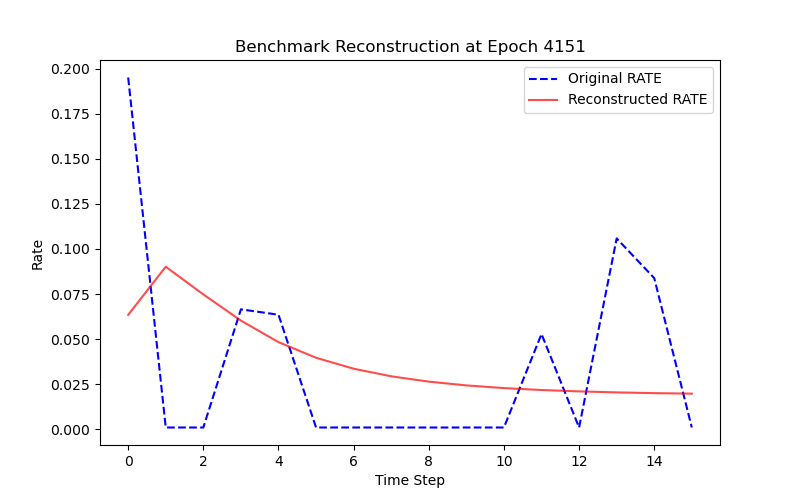 Benchmark Reconstruction at Epoch 4151
Original RATE
Reconstructed RATE
Rate
0.200
0.175
0.150
0.125
0.100
0.075
0.050
0.025
0.000
0 2 4 6 8 10 12 14
Time Step